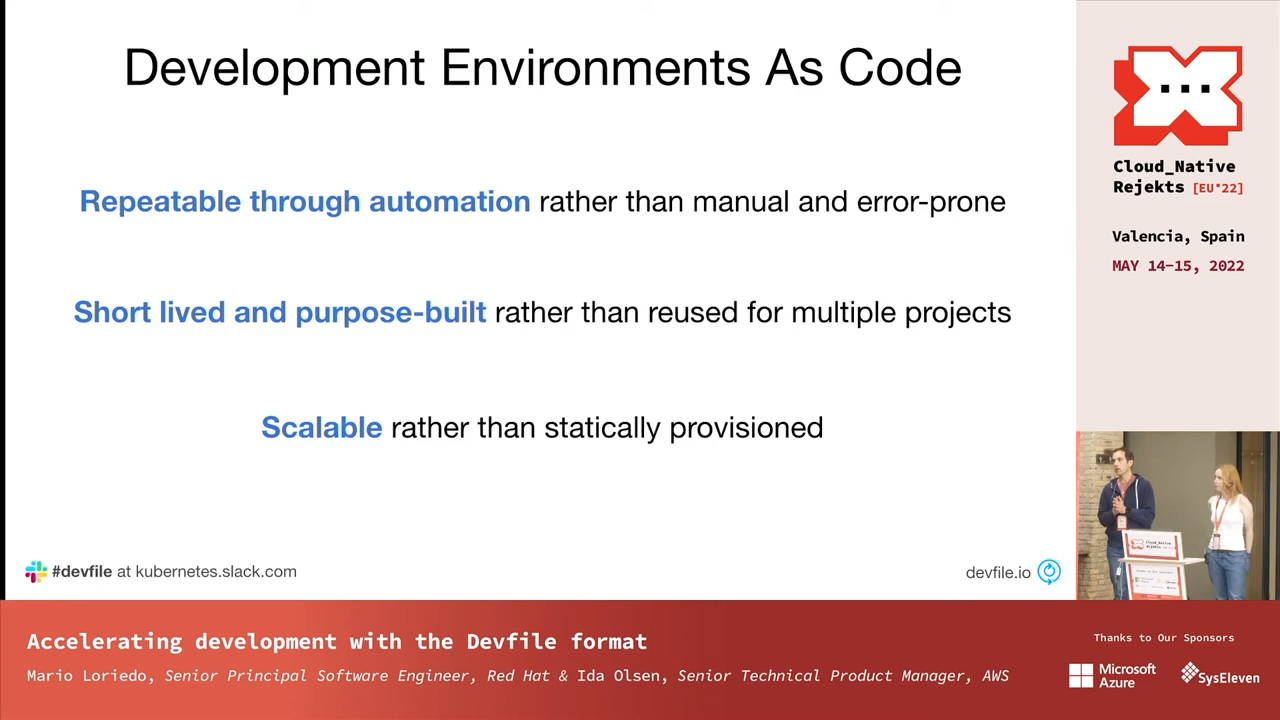 Development Environments As Code
Repeatable through automation rather than manual and error-prone
Short lived and purpose-built rather than reused for multiple projects
Scalable rather than statically provisioned
#devfile at kubernetes.slack.com
devfile.io
Cloud_Native
Rejekts [EU'22]
Valencia, Spain
MAY 14-15, 2022
Cloud_Native
Accelerating development with the Devfile format
Mario Loriedo, Senior Principal Software Engineer, Red Hat & Ida Olsen, Senior Technical Product Manager, AWS
Thanks to Our Sponsors
Microsoft
Azure
SysEleven